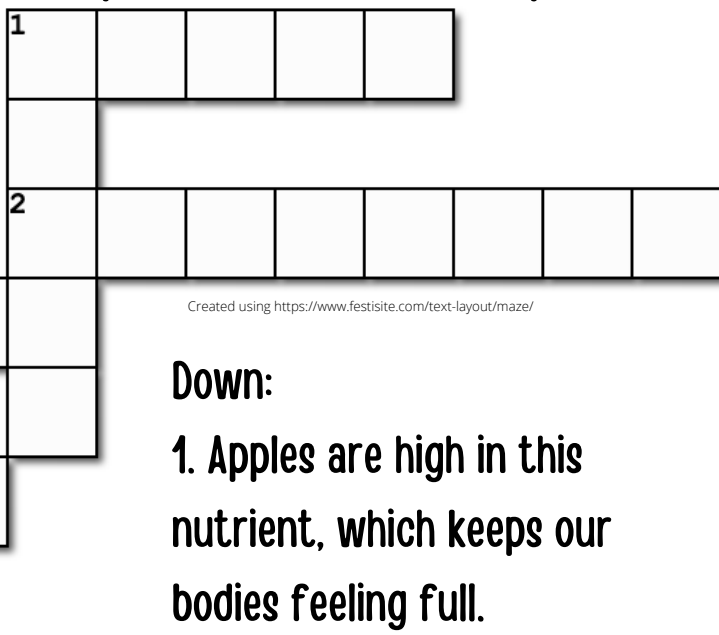 1
2
Created using https://www.festisite.com/text-layout/maze/
Down:
1. Apples are high in this
nutrient, which keeps our
bodies feeling full.